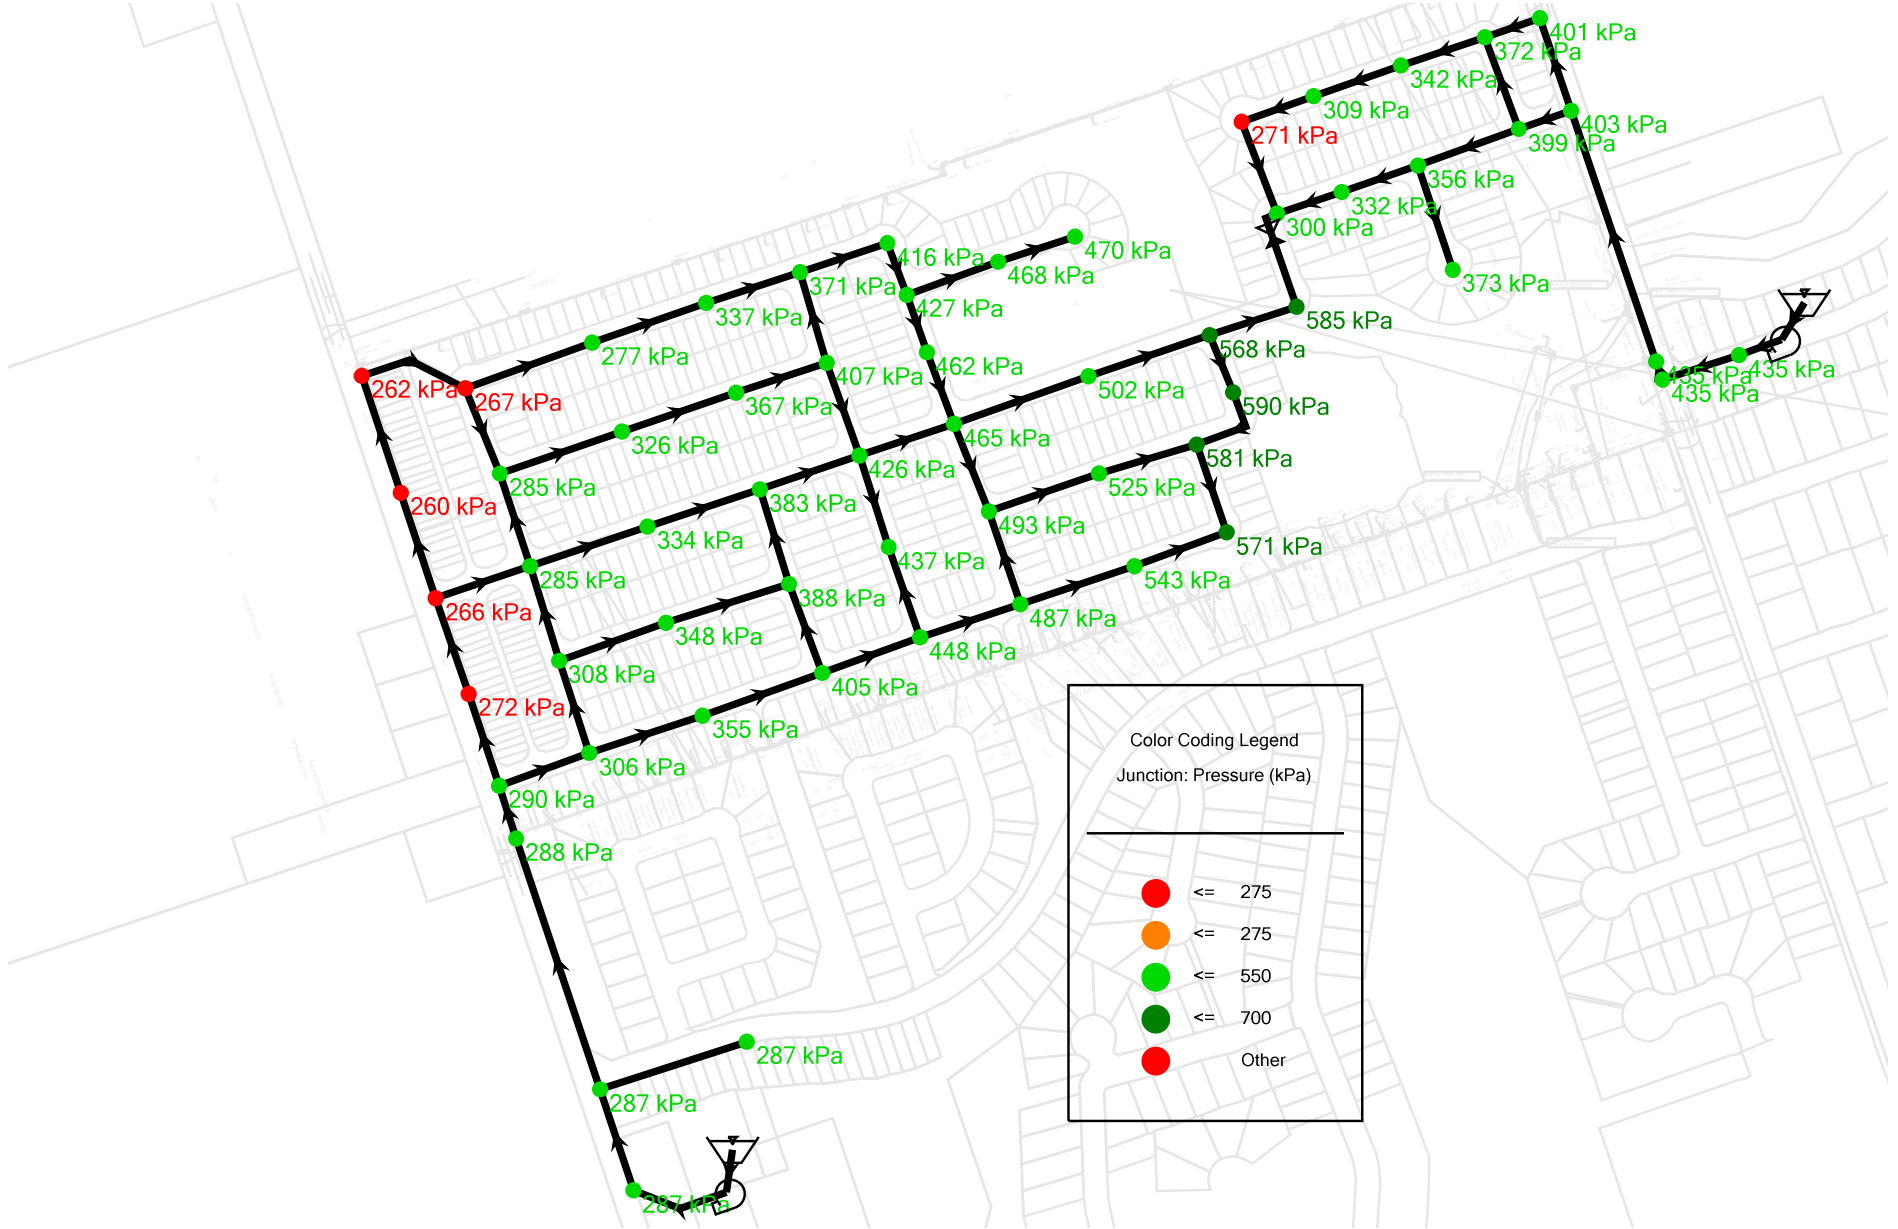 401 kPa
372 kPa
342 kPa
309 kPa
403 kPa
271 kPa
399 kPa
356 kPa
332 kPa
300 kPa
416 kPa
470 kPa
468 kPa
373 kPa
371 kPa
427 kPa
337 kPa
585 kPa
277 kPa
568 kPa
462 kPa
435 kPa
435 kPa
435 kPa
407 kPa
502 kPa
262 kPa
267 kPa
367 kPa
590 kPa
326 kPa
465 kPa
426 kPa
581 kPa
285 kPa
383 kPa
525 kPa
260 kPa
493 kPa
334 kPa
571 kPa
437 kPa
285 kPa
543 kPa
388 kPa
266 kPa
487 kPa
348 kPa
448 kPa
308 kPa
405 kPa
272 kPa
355 kPa
306 kPa
290 kPa
288 kPa
287 kPa
287 kPa
287 kPa
Color Coding Legend
Junction: Pressure (kPa)
<= 275
<= 275
<= 550
<= 700
Other